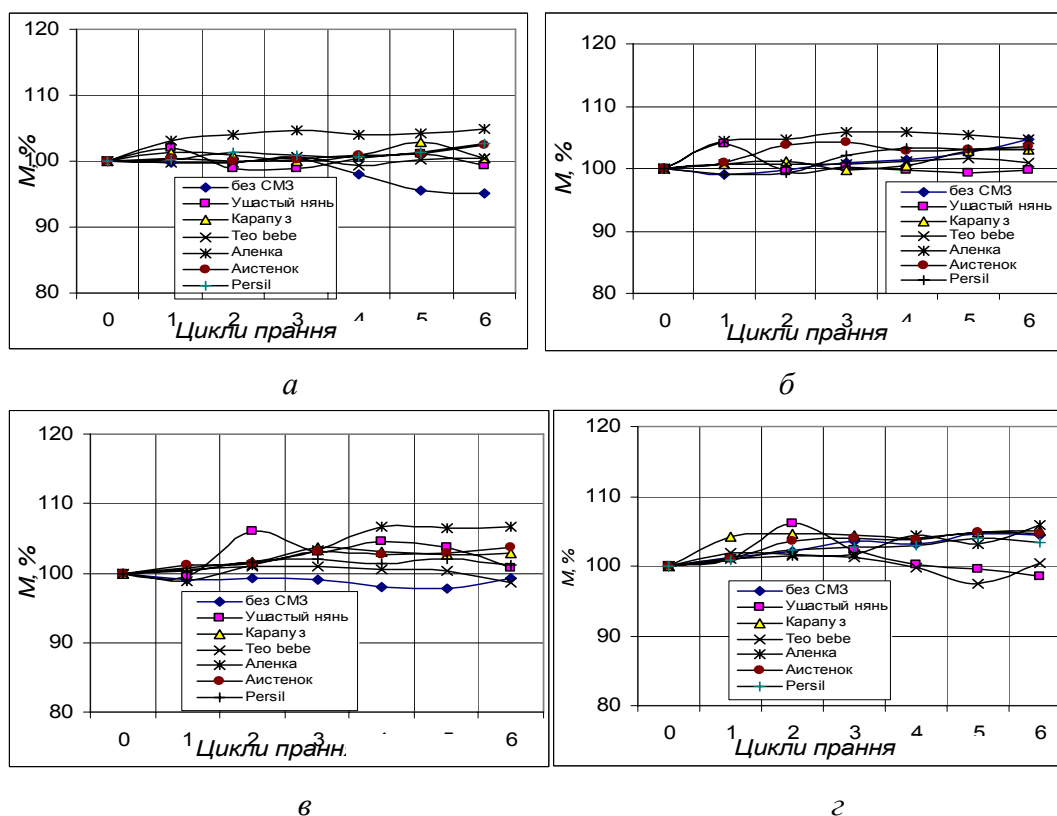 120
110
100
90
80
М, %
без СМЗ
Ушастый нянь
Карапуз
Teo bebe
Аленка
Аистенок
Persil
0 1 2 3 4 5 6
Цикли прання
а
120
110
100
90
80
М, %
без СМЗ
Ушастый нянь
Карапуз
Teo bebe
Аленка
Аистенок
Persil
0 1 2 3 4 5 6
Цикли прання
б
120
110
100
90
80
М, %
без СМЗ
Ушастый нянь
Карапуз
Teo bebe
Аленка
Аистенок
Persil
0 1 2 3 4 5 6
Цикли пранн
в
120
110
100
90
80
М, %
без СМЗ
Ушастый нянь
Карапуз
Teo bebe
Аленка
Аистенок
Persil
0 1 2 3 4 5 6
Цикли прання
г